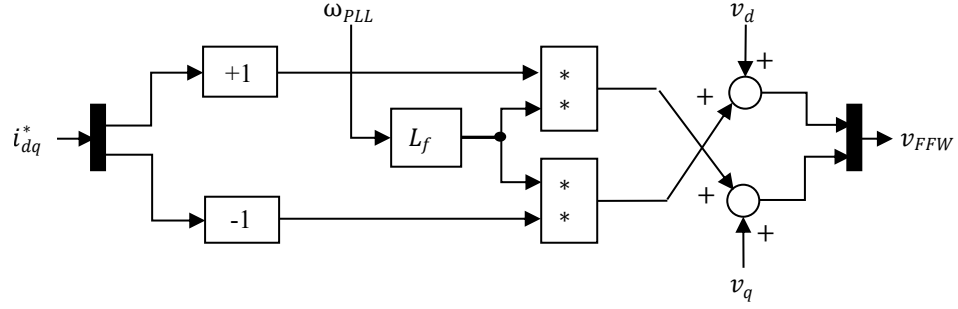 ω_PLL
v_d
+1
*
*
+
+
i*_dq
L_f
v_FFW
*
*
-1
+
+
v_q